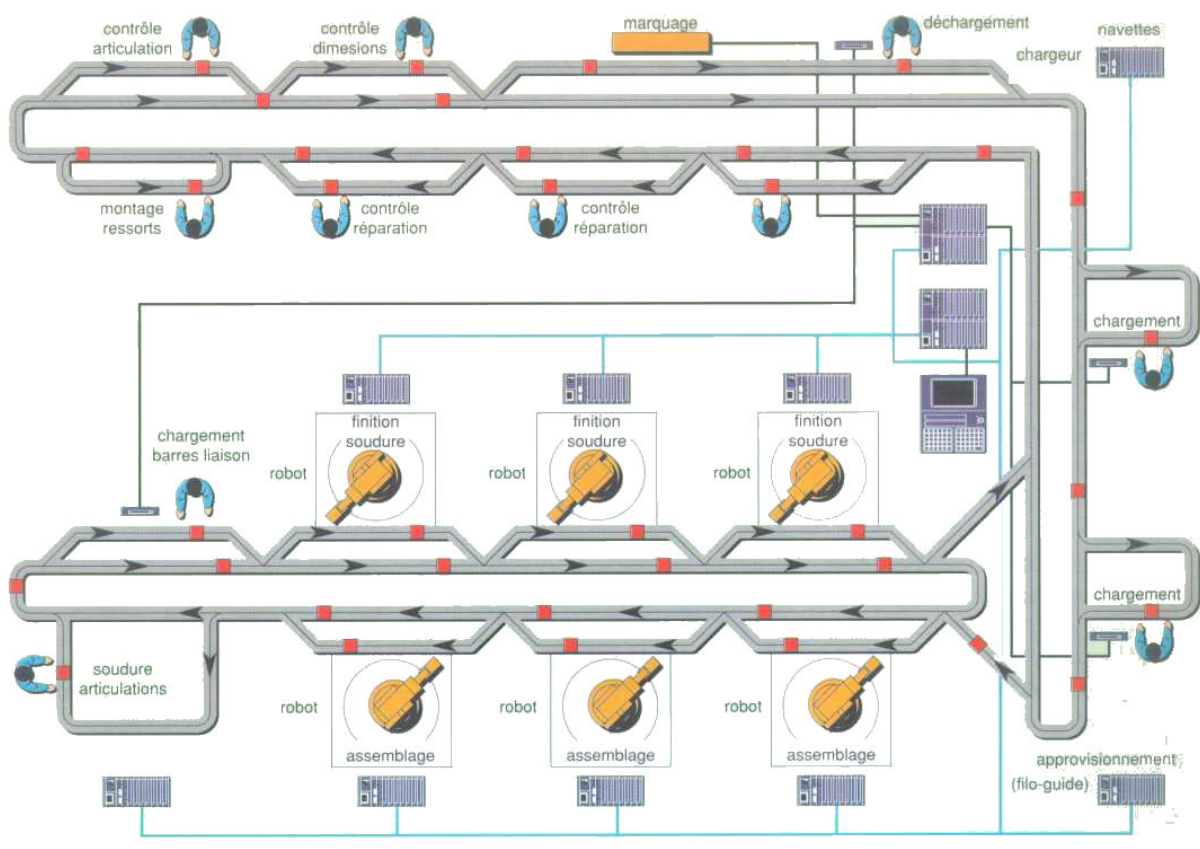 contrôle
articulation
contrôle
dimesions
marquage
déchargement
navettes
chargeur
montage
ressorts
contrôle
réparation
contrôle
réparation
chargement
finition
soudure
robot
finition
soudure
robot
finition
soudure
robot
chargement
barres liaison
chargement
soudure
articulations
robot
assemblage
robot
assemblage
robot
assemblage
approvisionnement
(filo-guide)